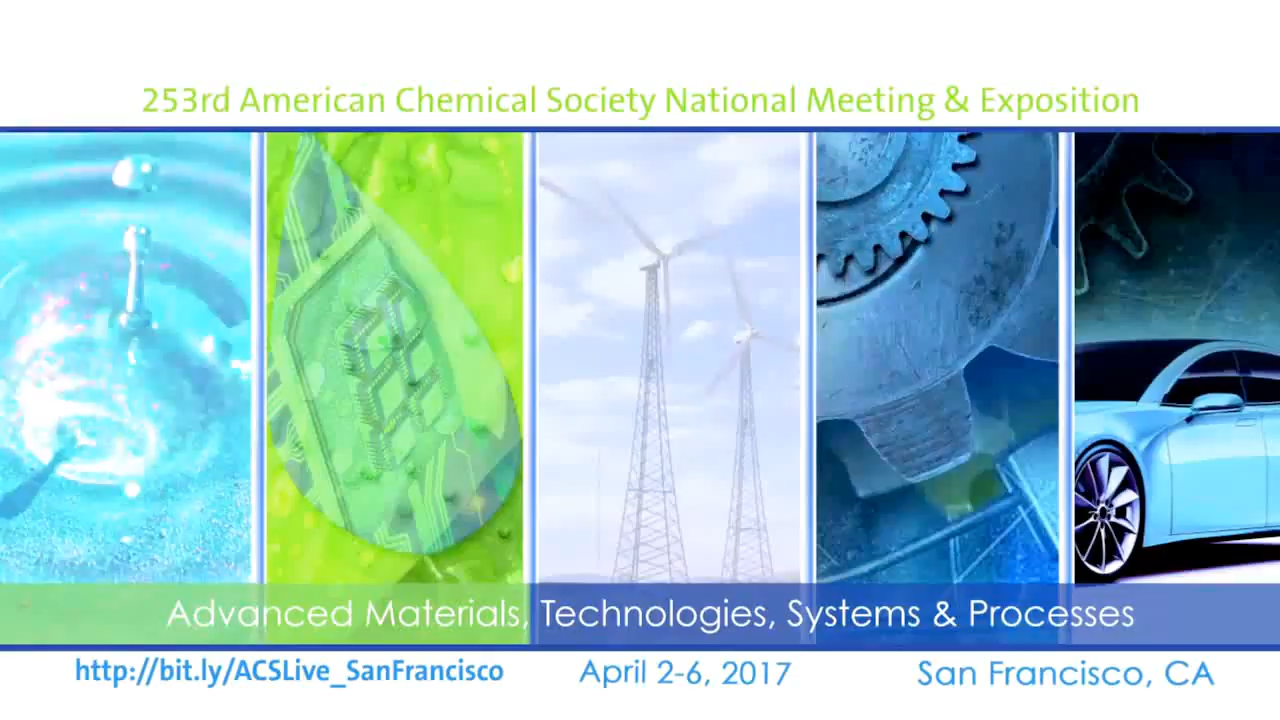 253rd American Chemical Society National Meeting & Exposition
Advanced Materials, Technologies, Systems & Processes
http://bit.ly/ACSLive_SanFrancisco April 2-6, 2017 San Francisco, CA